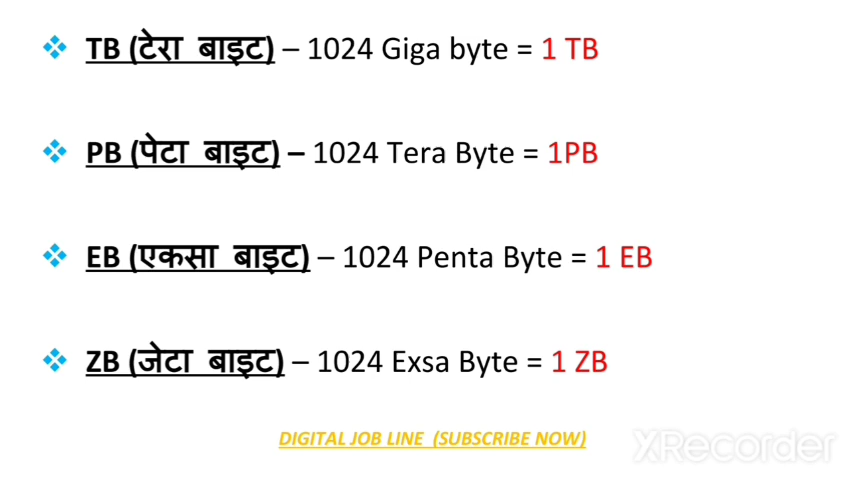 ❖ TB (टेरा बाइट) – 1024 Giga byte = 1 TB
❖ PB (पेटा बाइट) – 1024 Tera Byte = 1PB
❖ EB (एकसा बाइट) – 1024 Penta Byte = 1 EB
❖ ZB (जेटा बाइट) – 1024 Exsa Byte = 1 ZB
DIGITAL JOB LINE (SUBSCRIBE NOW)
XRecorder